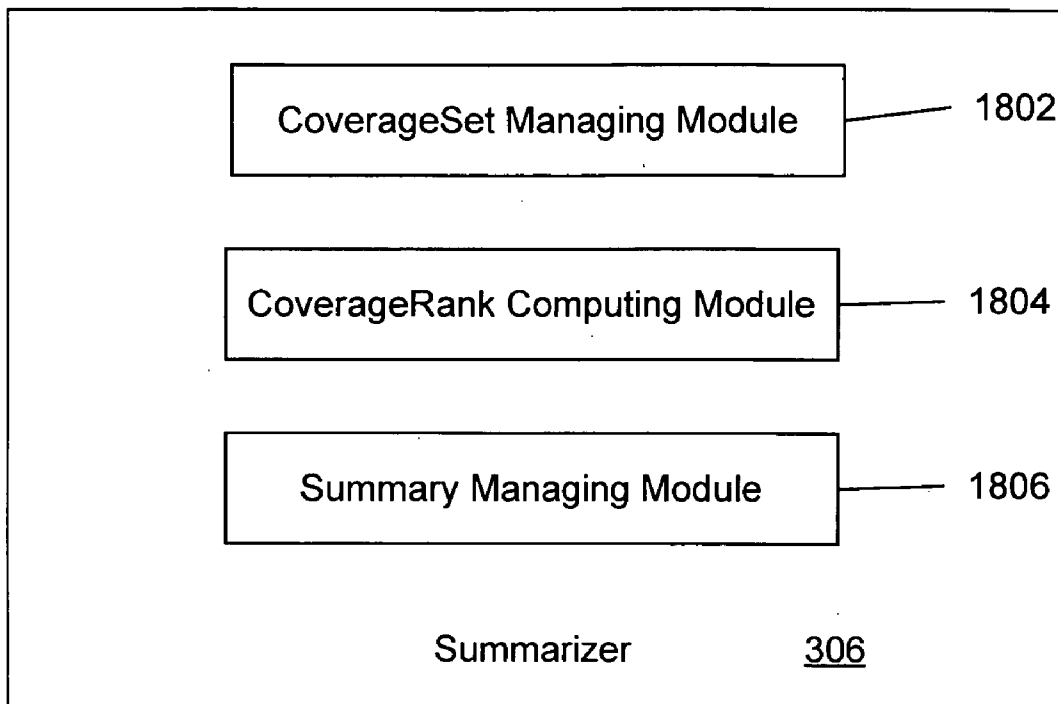 CoverageSet Managing Module 1802
CoverageRank Computing Module 1804
Summary Managing Module 1806
Summarizer 306